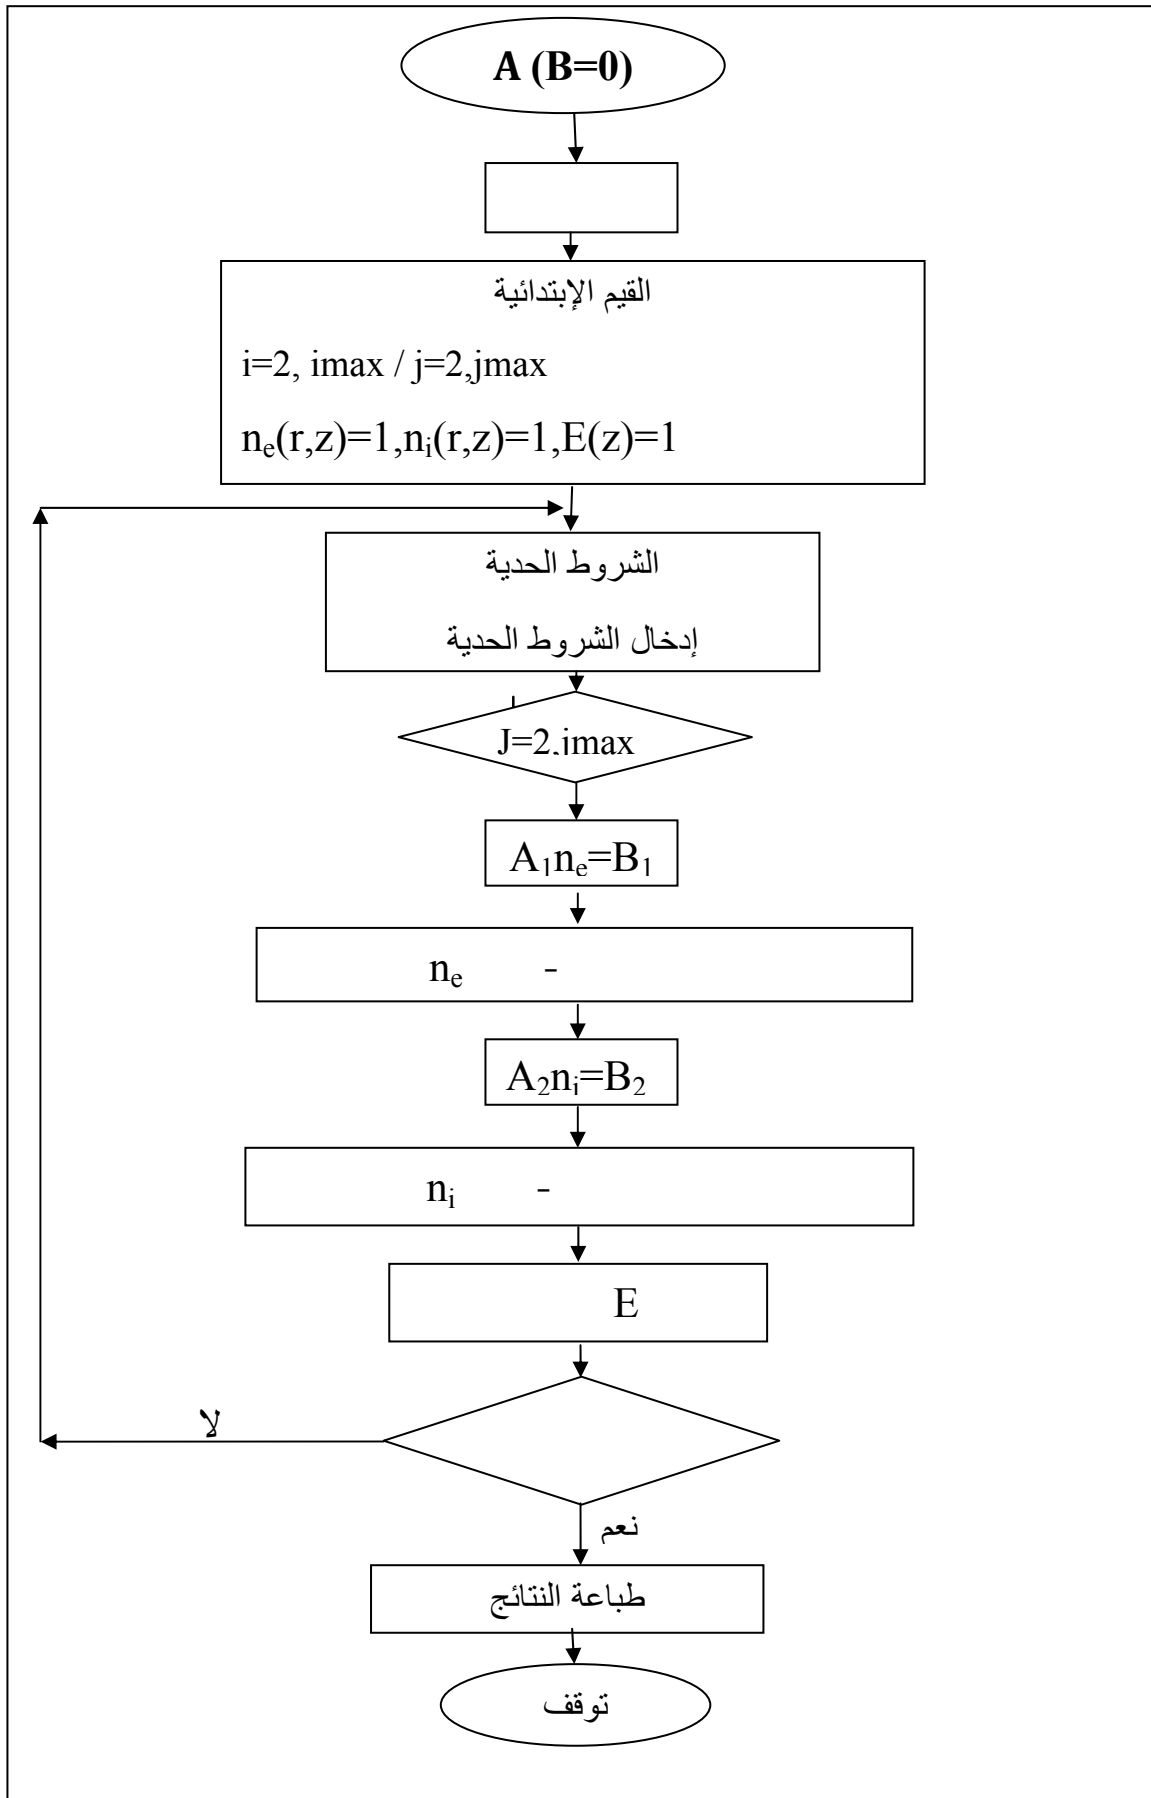 A (B=0)
القيم الإبتدائية
i=2, imax / j=2,jmax
nₑ(r,z)=1,nᵢ(r,z)=1,E(z)=1
الشروط الحدية
إدخال الشروط الحدية
J=2,jmax
A₁nₑ=B₁
nₑ -
A₂nᵢ=B₂
nᵢ -
E
لا
نعم
طباعة النتائج
توقف